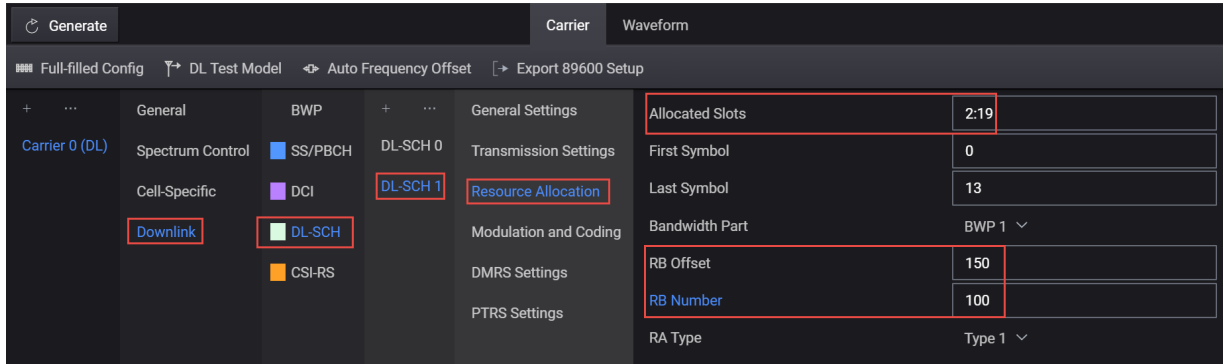 Generate
Carrier Waveform
Full-filled Config DL Test Model Auto Frequency Offset Export 89600 Setup
+ ... General BWP + ... General Settings Allocated Slots 2:19
Carrier 0 (DL) Spectrum Control SS/PBCH DL-SCH 0 Transmission Settings First Symbol 0
Cell-Specific DCI DL-SCH 1 Resource Allocation Last Symbol 13
Downlink DL-SCH Modulation and Coding Bandwidth Part BWP 1
CSI-RS DMRS Settings RB Offset 150
PTRS Settings RB Number 100
RA Type Type 1